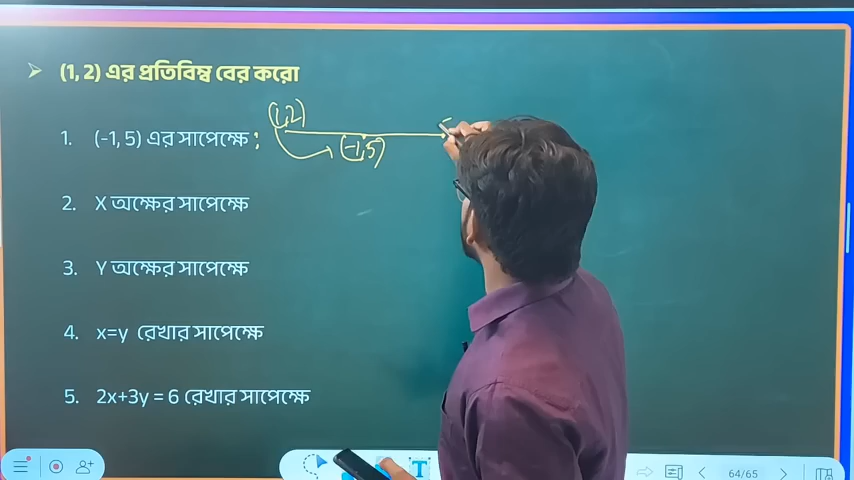 (1, 2) এর প্রতিবিম্ব বের করো
(1,2)
1. (-1, 5) এর সাপেক্ষে :
(-1,5)
2. X অক্ষের সাপেক্ষে
3. Y অক্ষের সাপেক্ষে
4. x=y রেখার সাপেক্ষে
5. 2x+3y = 6 রেখার সাপেক্ষে
T
64/65